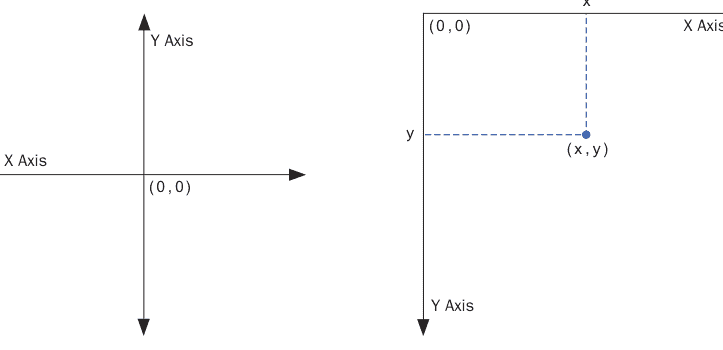 Y Axis
X Axis
(0,0)
x
(0,0)
X Axis
y
(x,y)
Y Axis